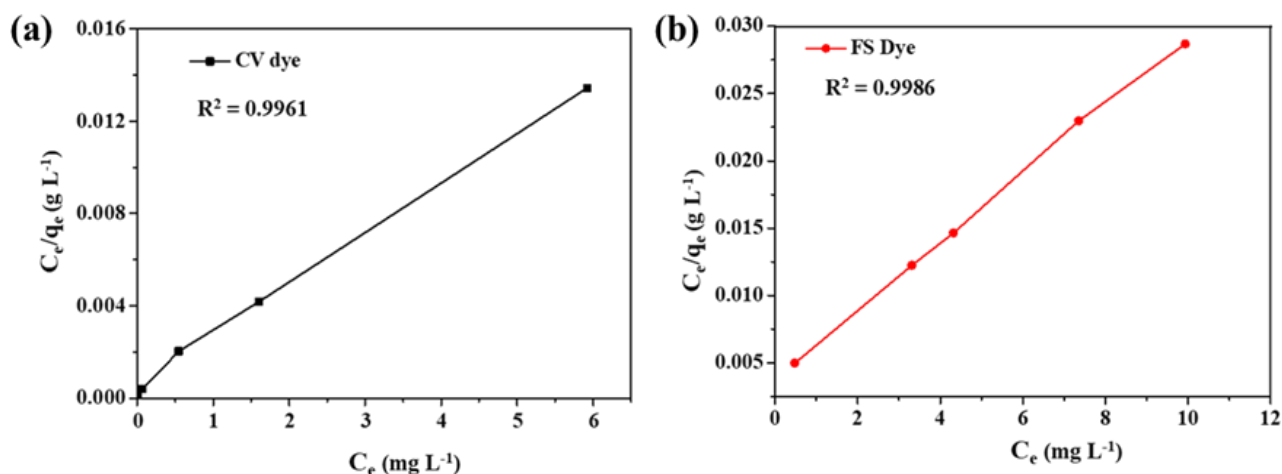 (a)
CV dye
R² = 0.9961
0.016
0.012
0.008
0.004
0.000
Cₑ/qₑ (g L⁻¹)
0 1 2 3 4 5 6
Cₑ (mg L⁻¹)
(b)
FS Dye
R² = 0.9986
0.030
0.025
0.020
0.015
0.010
0.005
Cₑ/qₑ (g L⁻¹)
0 2 4 6 8 10 12
Cₑ (mg L⁻¹)